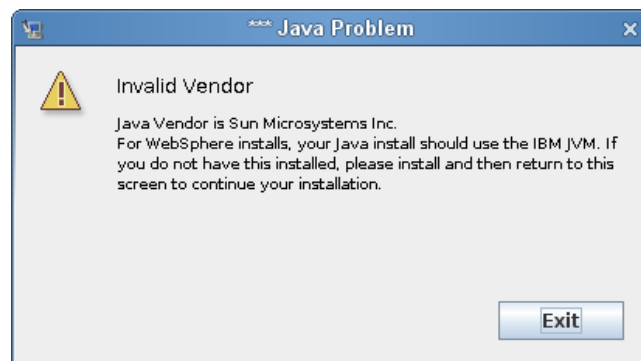 *** Java Problem
Invalid Vendor
Java Vendor is Sun Microsystems Inc.
For WebSphere installs, your Java install should use the IBM JVM. If
you do not have this installed, please install and then return to this
screen to continue your installation.
Exit